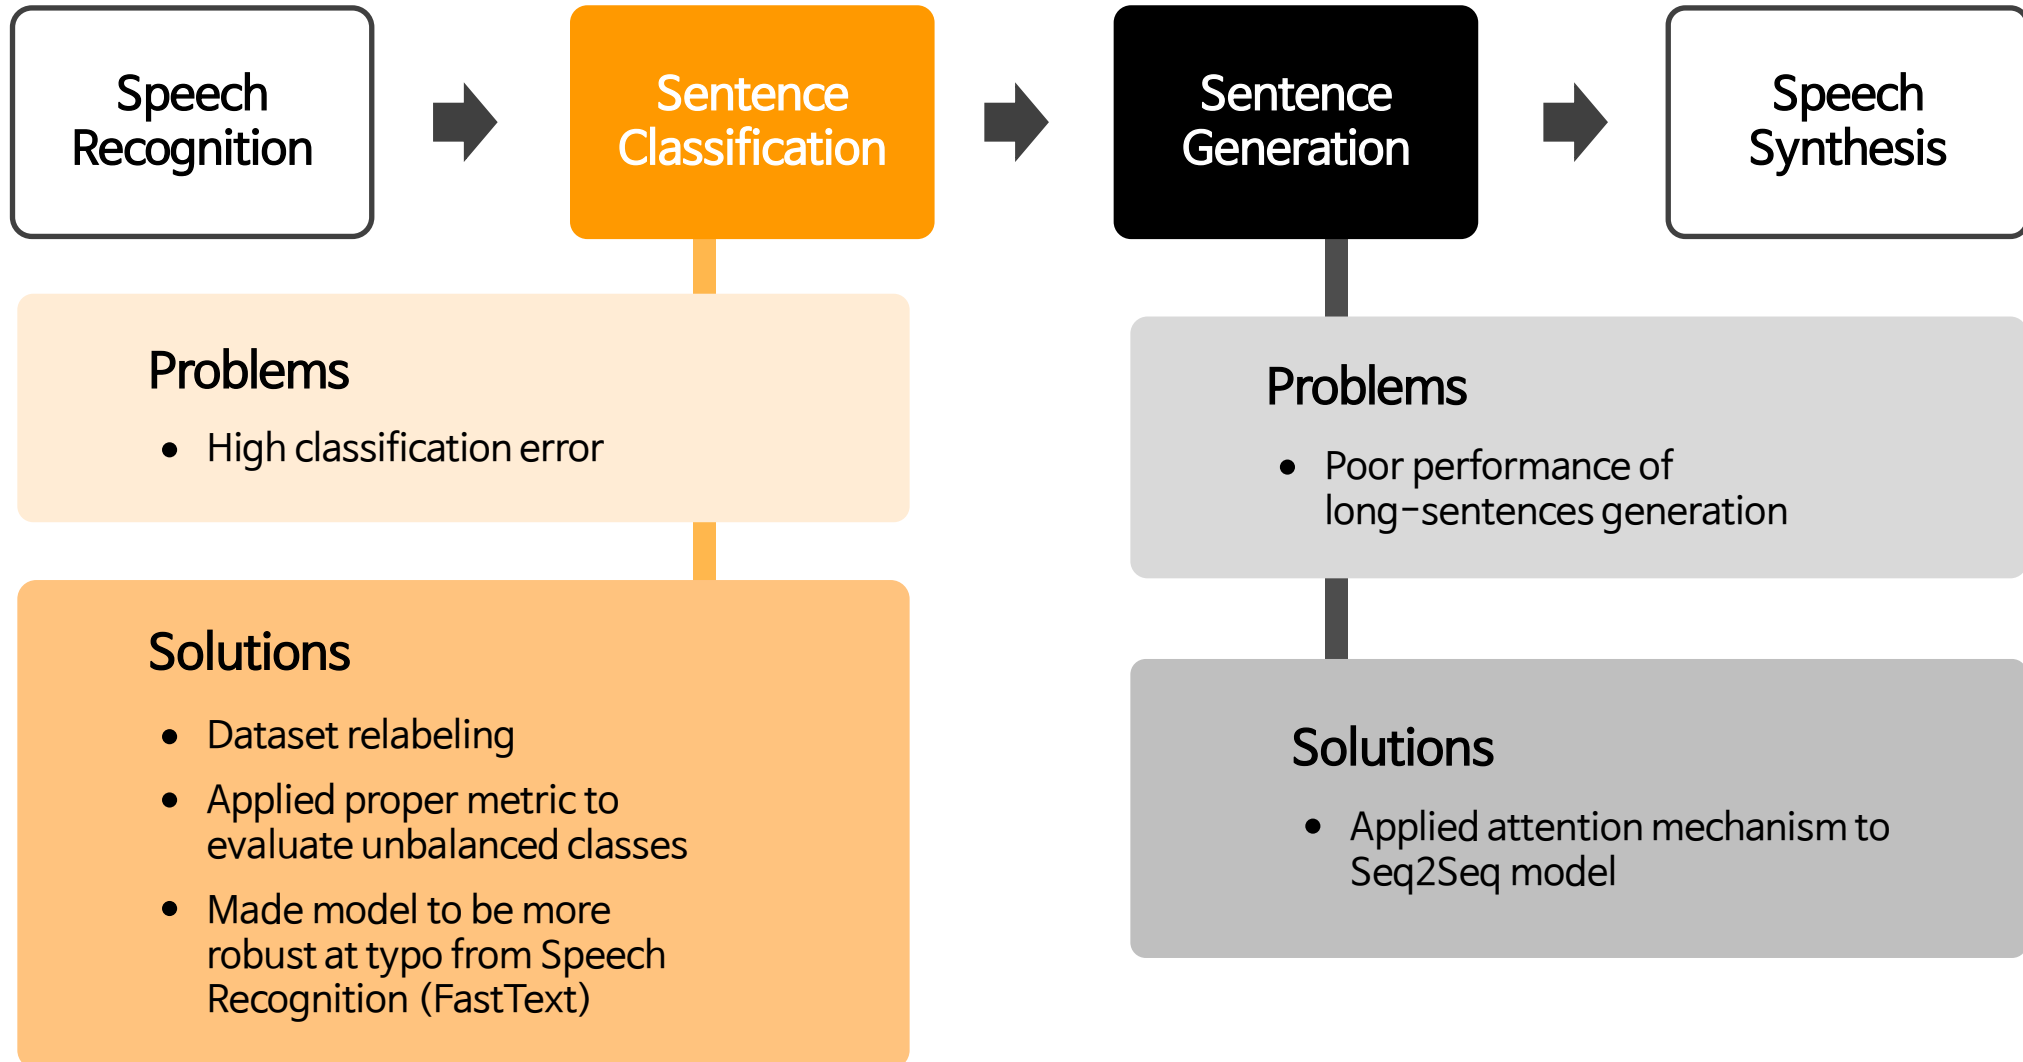 Speech
Recognition
Sentence
Classification
Sentence
Generation
Speech
Synthesis
Problems
• High classification error
Solutions
• Dataset relabeling
• Applied proper metric to
evaluate unbalanced classes
• Made model to be more
robust at typo from Speech
Recognition (FastText)
Problems
• Poor performance of
long-sentences generation
Solutions
• Applied attention mechanism to
Seq2Seq model